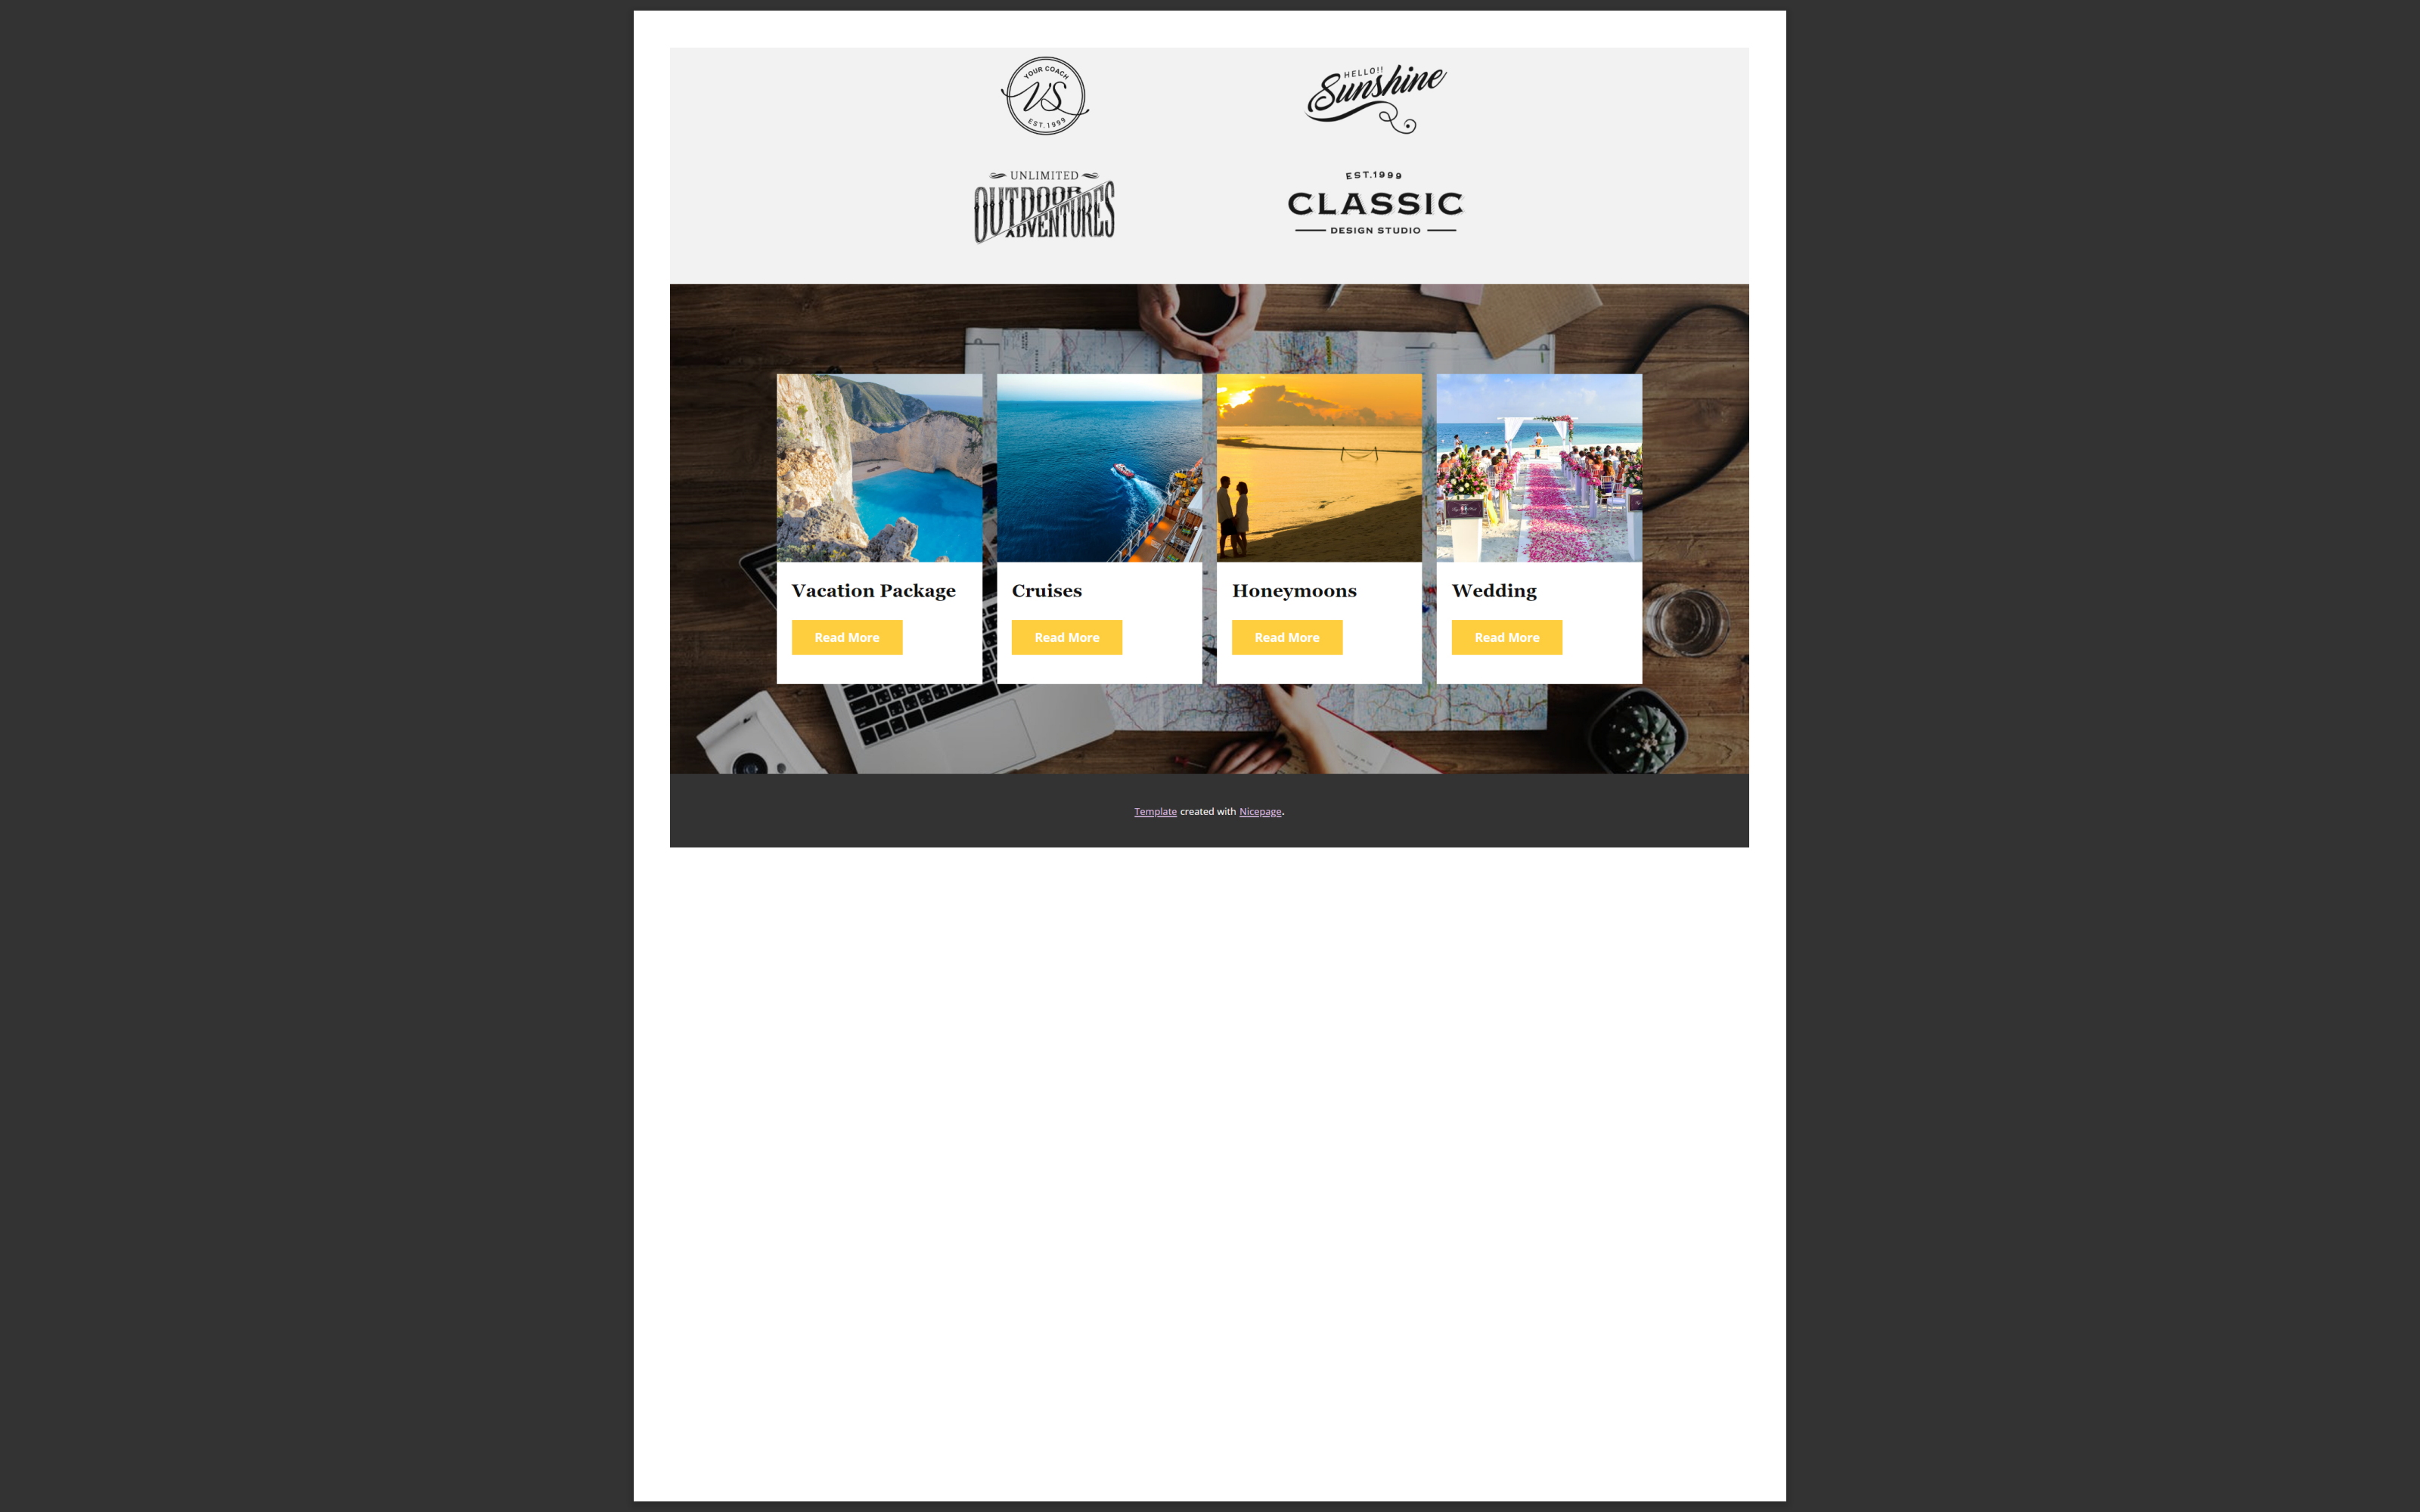 YOUR COACH
VS
EST. 1999
HELLO!!
Sunshine
UNLIMITED
OUTDOOR
ADVENTURES
EST.1999
CLASSIC
DESIGN STUDIO
Vacation Package
Cruises
Honeymoons
Wedding
Read More
Read More
Read More
Read More
Template created with Nicepage.